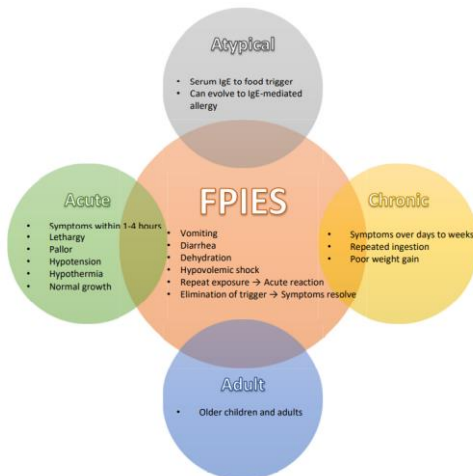 Atypical
• Serum IgE to food trigger
• Can evolve to IgE-mediated
allergy
Acute
• Symptoms within 1-4 hours
• Lethargy
• Pallor
• Hypotension
• Hypothermia
• Normal growth
FPIES
• Vomiting
• Diarrhea
• Dehydration
• Hypovolemic shock
• Repeat exposure → Acute reaction
• Elimination of trigger → Symptoms resolve
Chronic
• Symptoms over days to weeks
• Repeated ingestion
• Poor weight gain
Adult
• Older children and adults